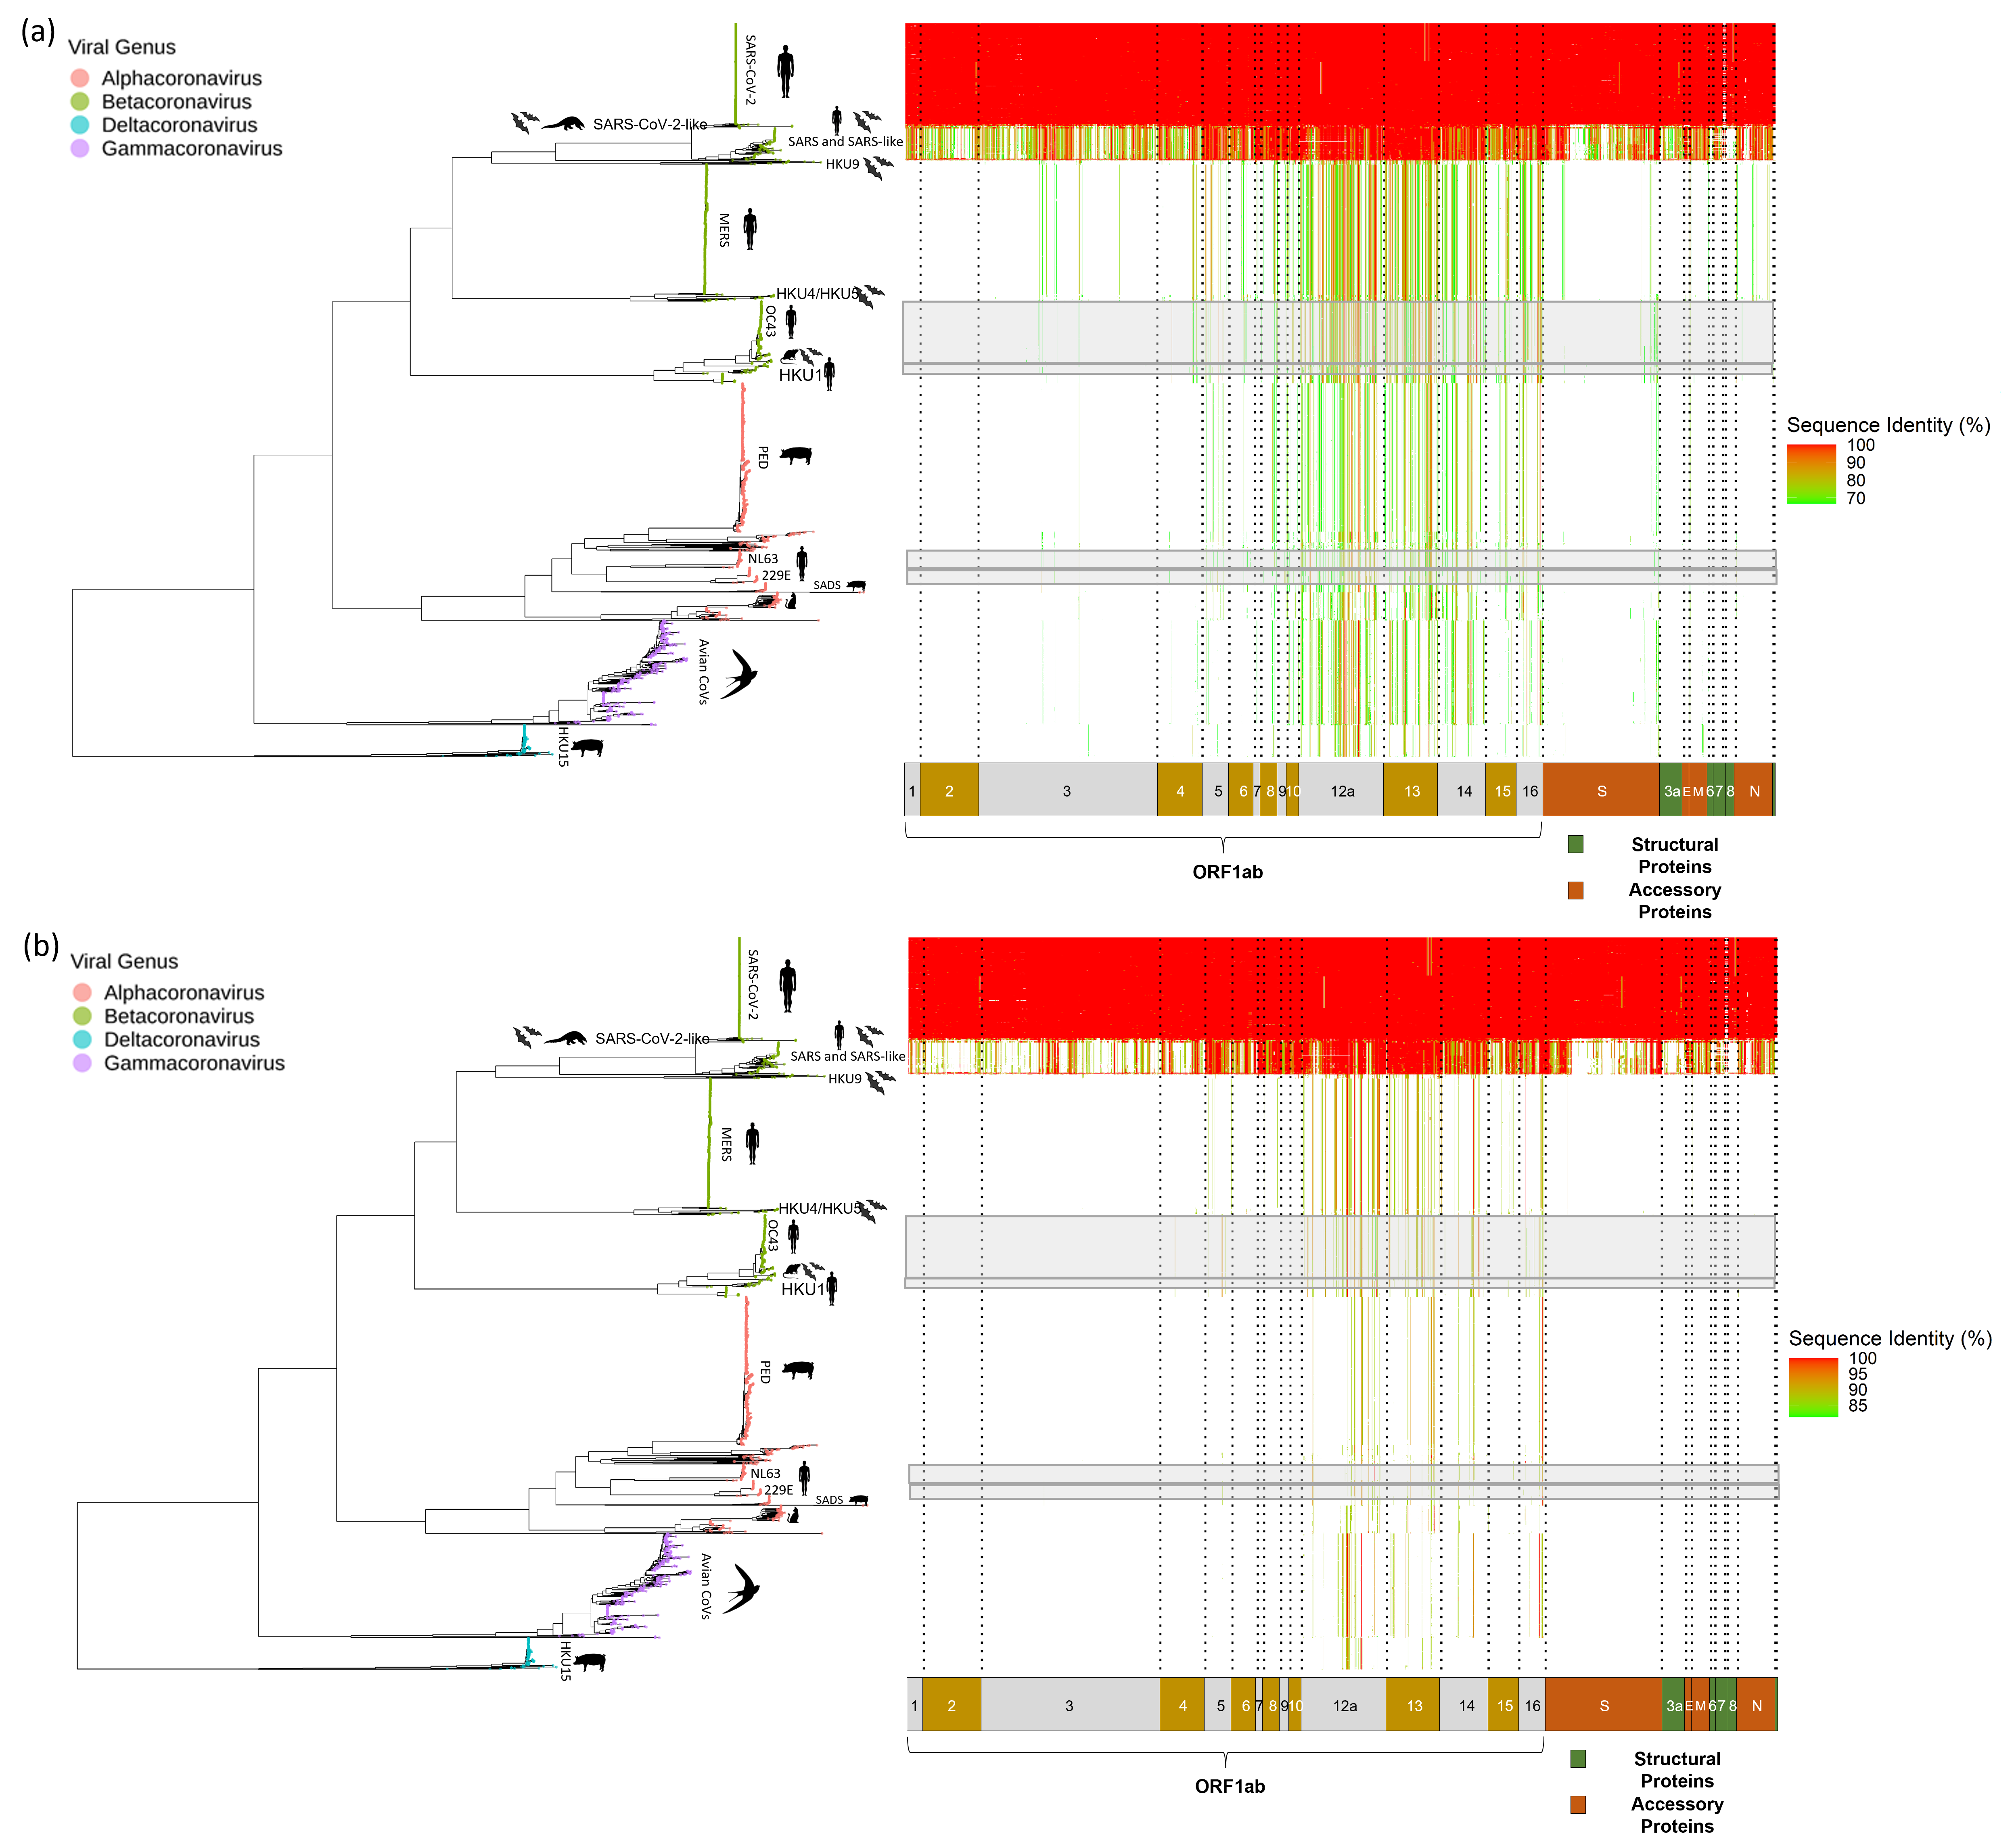 (a)
Viral Genus
Alphacoronavirus
Betacoronavirus
Deltacoronavirus
Gammacoronavirus
SARS-CoV-2
SARS-CoV-2-like
SARS and SARS-like
HKU9
MERS
HKU4/HKU5
OC43
HKU1
PED
NL63
229E
SADS
Avian CoVs
HKU15
Sequence Identity (%)
100
90
80
70
1 2 3 4 5 6 7 8 9 10 12a 13 14 15 16 S 3a E M 6 7 8 N
ORF1ab
Structural
Proteins
Accessory
Proteins
(b)
Viral Genus
Alphacoronavirus
Betacoronavirus
Deltacoronavirus
Gammacoronavirus
SARS-CoV-2
SARS-CoV-2-like
SARS and SARS-like
HKU9
MERS
HKU4/HKU5
OC43
HKU1
PED
NL63
229E
SADS
Avian CoVs
HKU15
Sequence Identity (%)
100
95
90
85
1 2 3 4 5 6 7 8 9 10 12a 13 14 15 16 S 3a E M 6 7 8 N
ORF1ab
Structural
Proteins
Accessory
Proteins